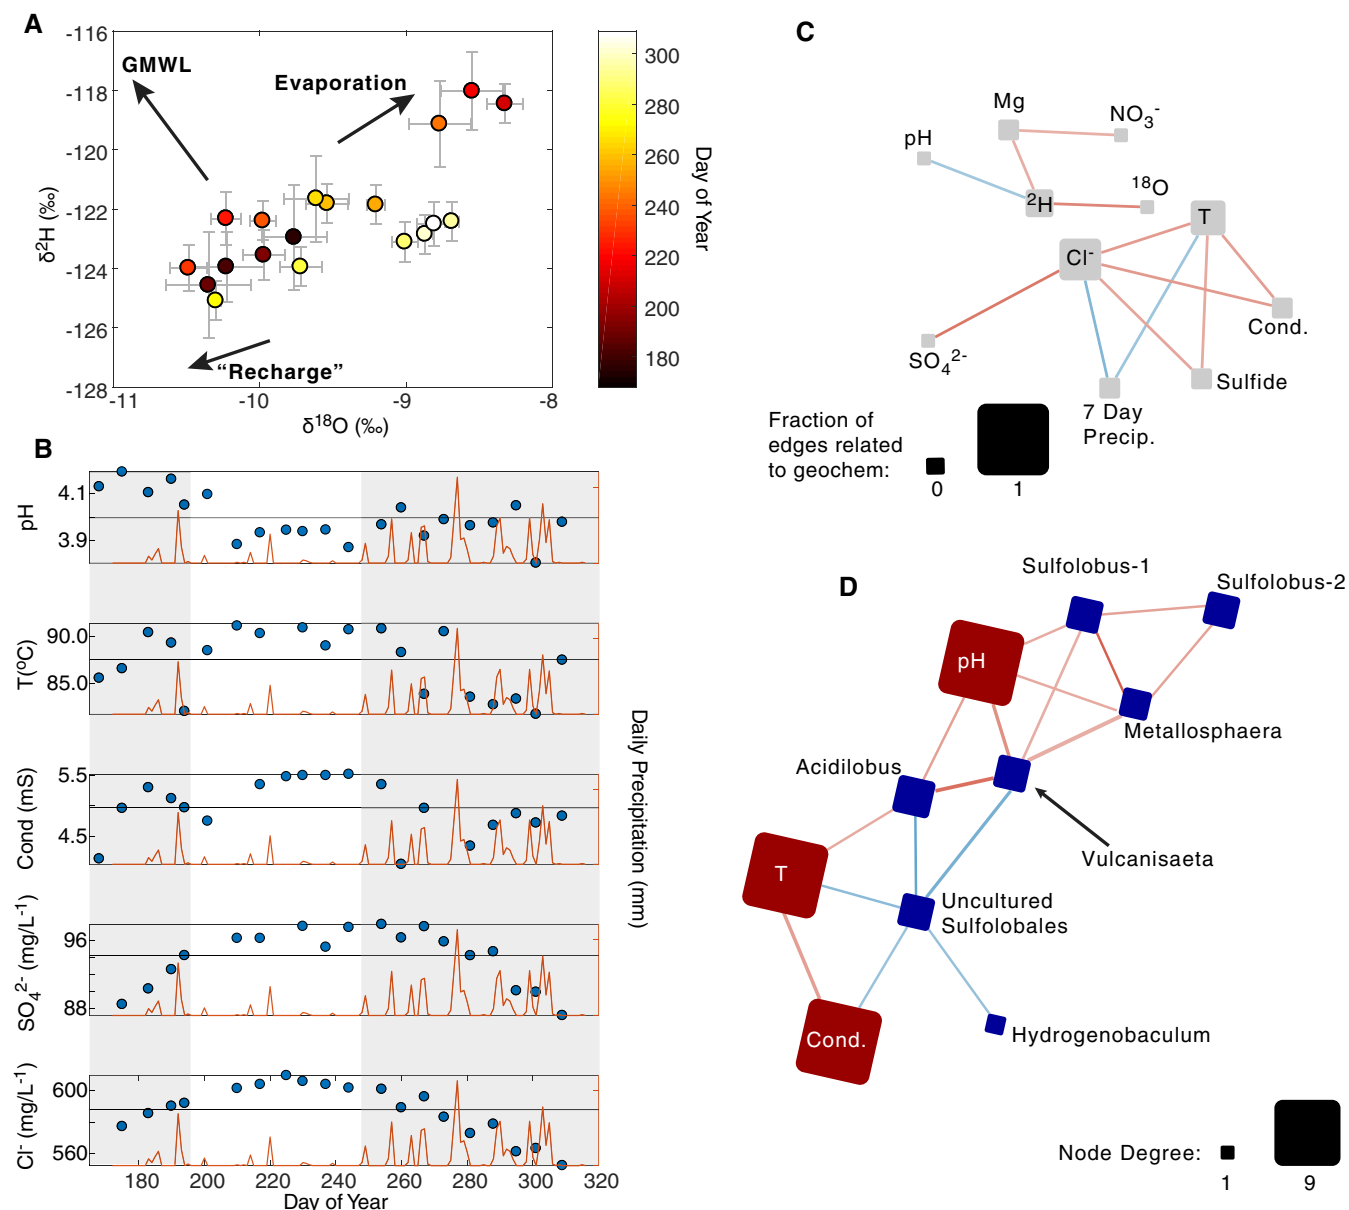 A
-116
-118
-120
-122
-124
-126
-128
-11
-10
-9
-8
δ2H (‰)
δ18O (‰)
GMWL
Evaporation
“Recharge”
300
280
260
240
220
200
180
Day of Year
B
pH
4.1
3.9
T(ºC)
90.0
85.0
Cond (mS)
5.5
4.5
SO42- (mg/L-1)
96
88
Cl- (mg/L-1)
600
560
180
200
220
240
260
280
300
320
Day of Year
Daily Precipitation (mm)
C
Mg
NO3-
pH
2H
18O
T
Cl-
Cond.
SO42-
Sulfide
7 Day
Precip.
Fraction of
edges related
to geochem:
0
1
D
Sulfolobus-1
Sulfolobus-2
pH
Metallosphaera
Acidilobus
Vulcanisaeta
T
Uncultured
Sulfolobales
Cond.
Hydrogenobaculum
Node Degree:
1
9